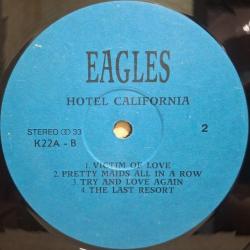 EAGLES
HOTEL CALIFORNIA
STEREO 33
K22A - B
2
1. VICTIM OF LOVE
2. PRETTY MAIDS ALL IN A ROW
3 TRY AND LOVE AGAIN
4 THE LAST RESORT